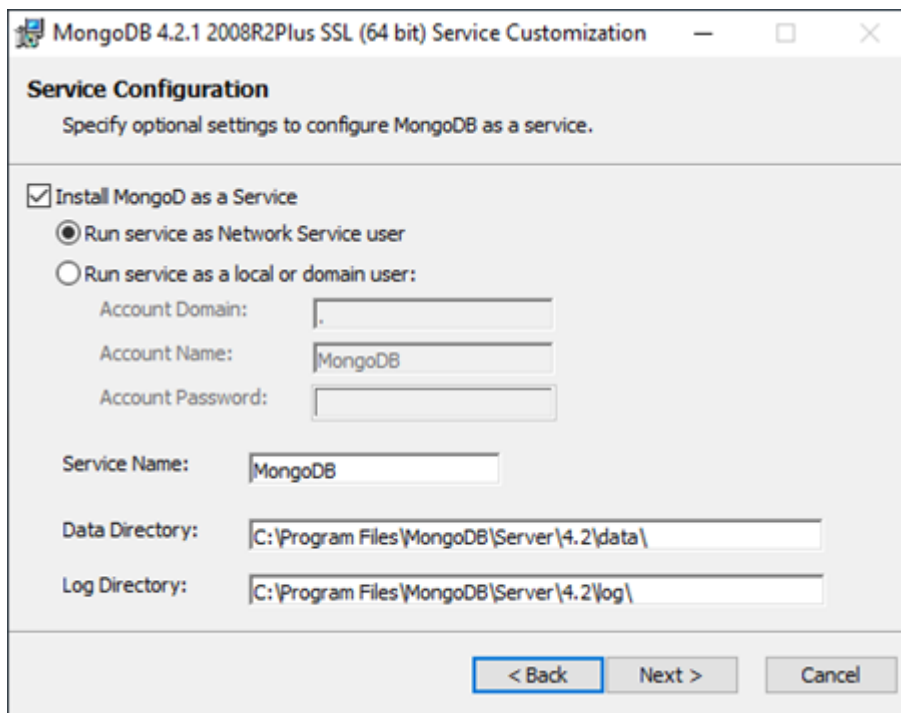 MongoDB 4.2.1 2008R2Plus SSL (64 bit) Service Customization
Service Configuration
Specify optional settings to configure MongoDB as a service.
Install MongoD as a Service
Run service as Network Service user
Run service as a local or domain user:
Account Domain: .
Account Name: MongoDB
Account Password:
Service Name: MongoDB
Data Directory: C:\Program Files\MongoDB\Server\4.2\data\
Log Directory: C:\Program Files\MongoDB\Server\4.2\log\
< Back Next > Cancel